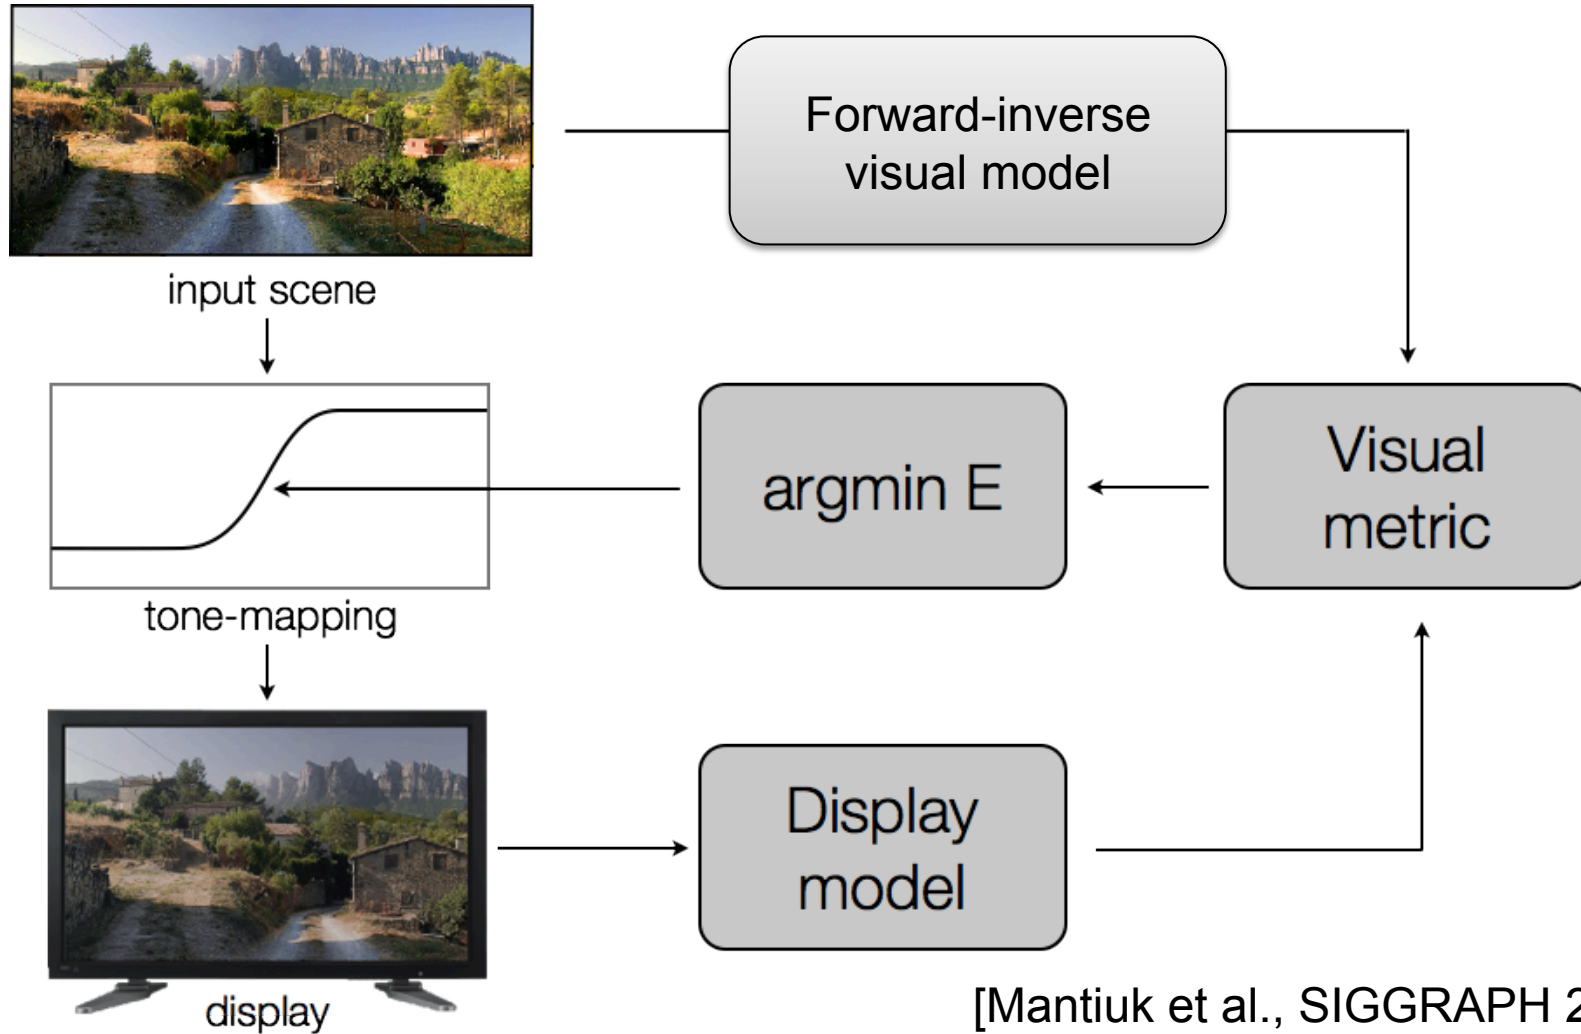 Forward-inverse
visual model
input scene
argmin E
Visual
metric
tone-mapping
Display
model
display
[Mantiuk et al., SIGGRAPH 2